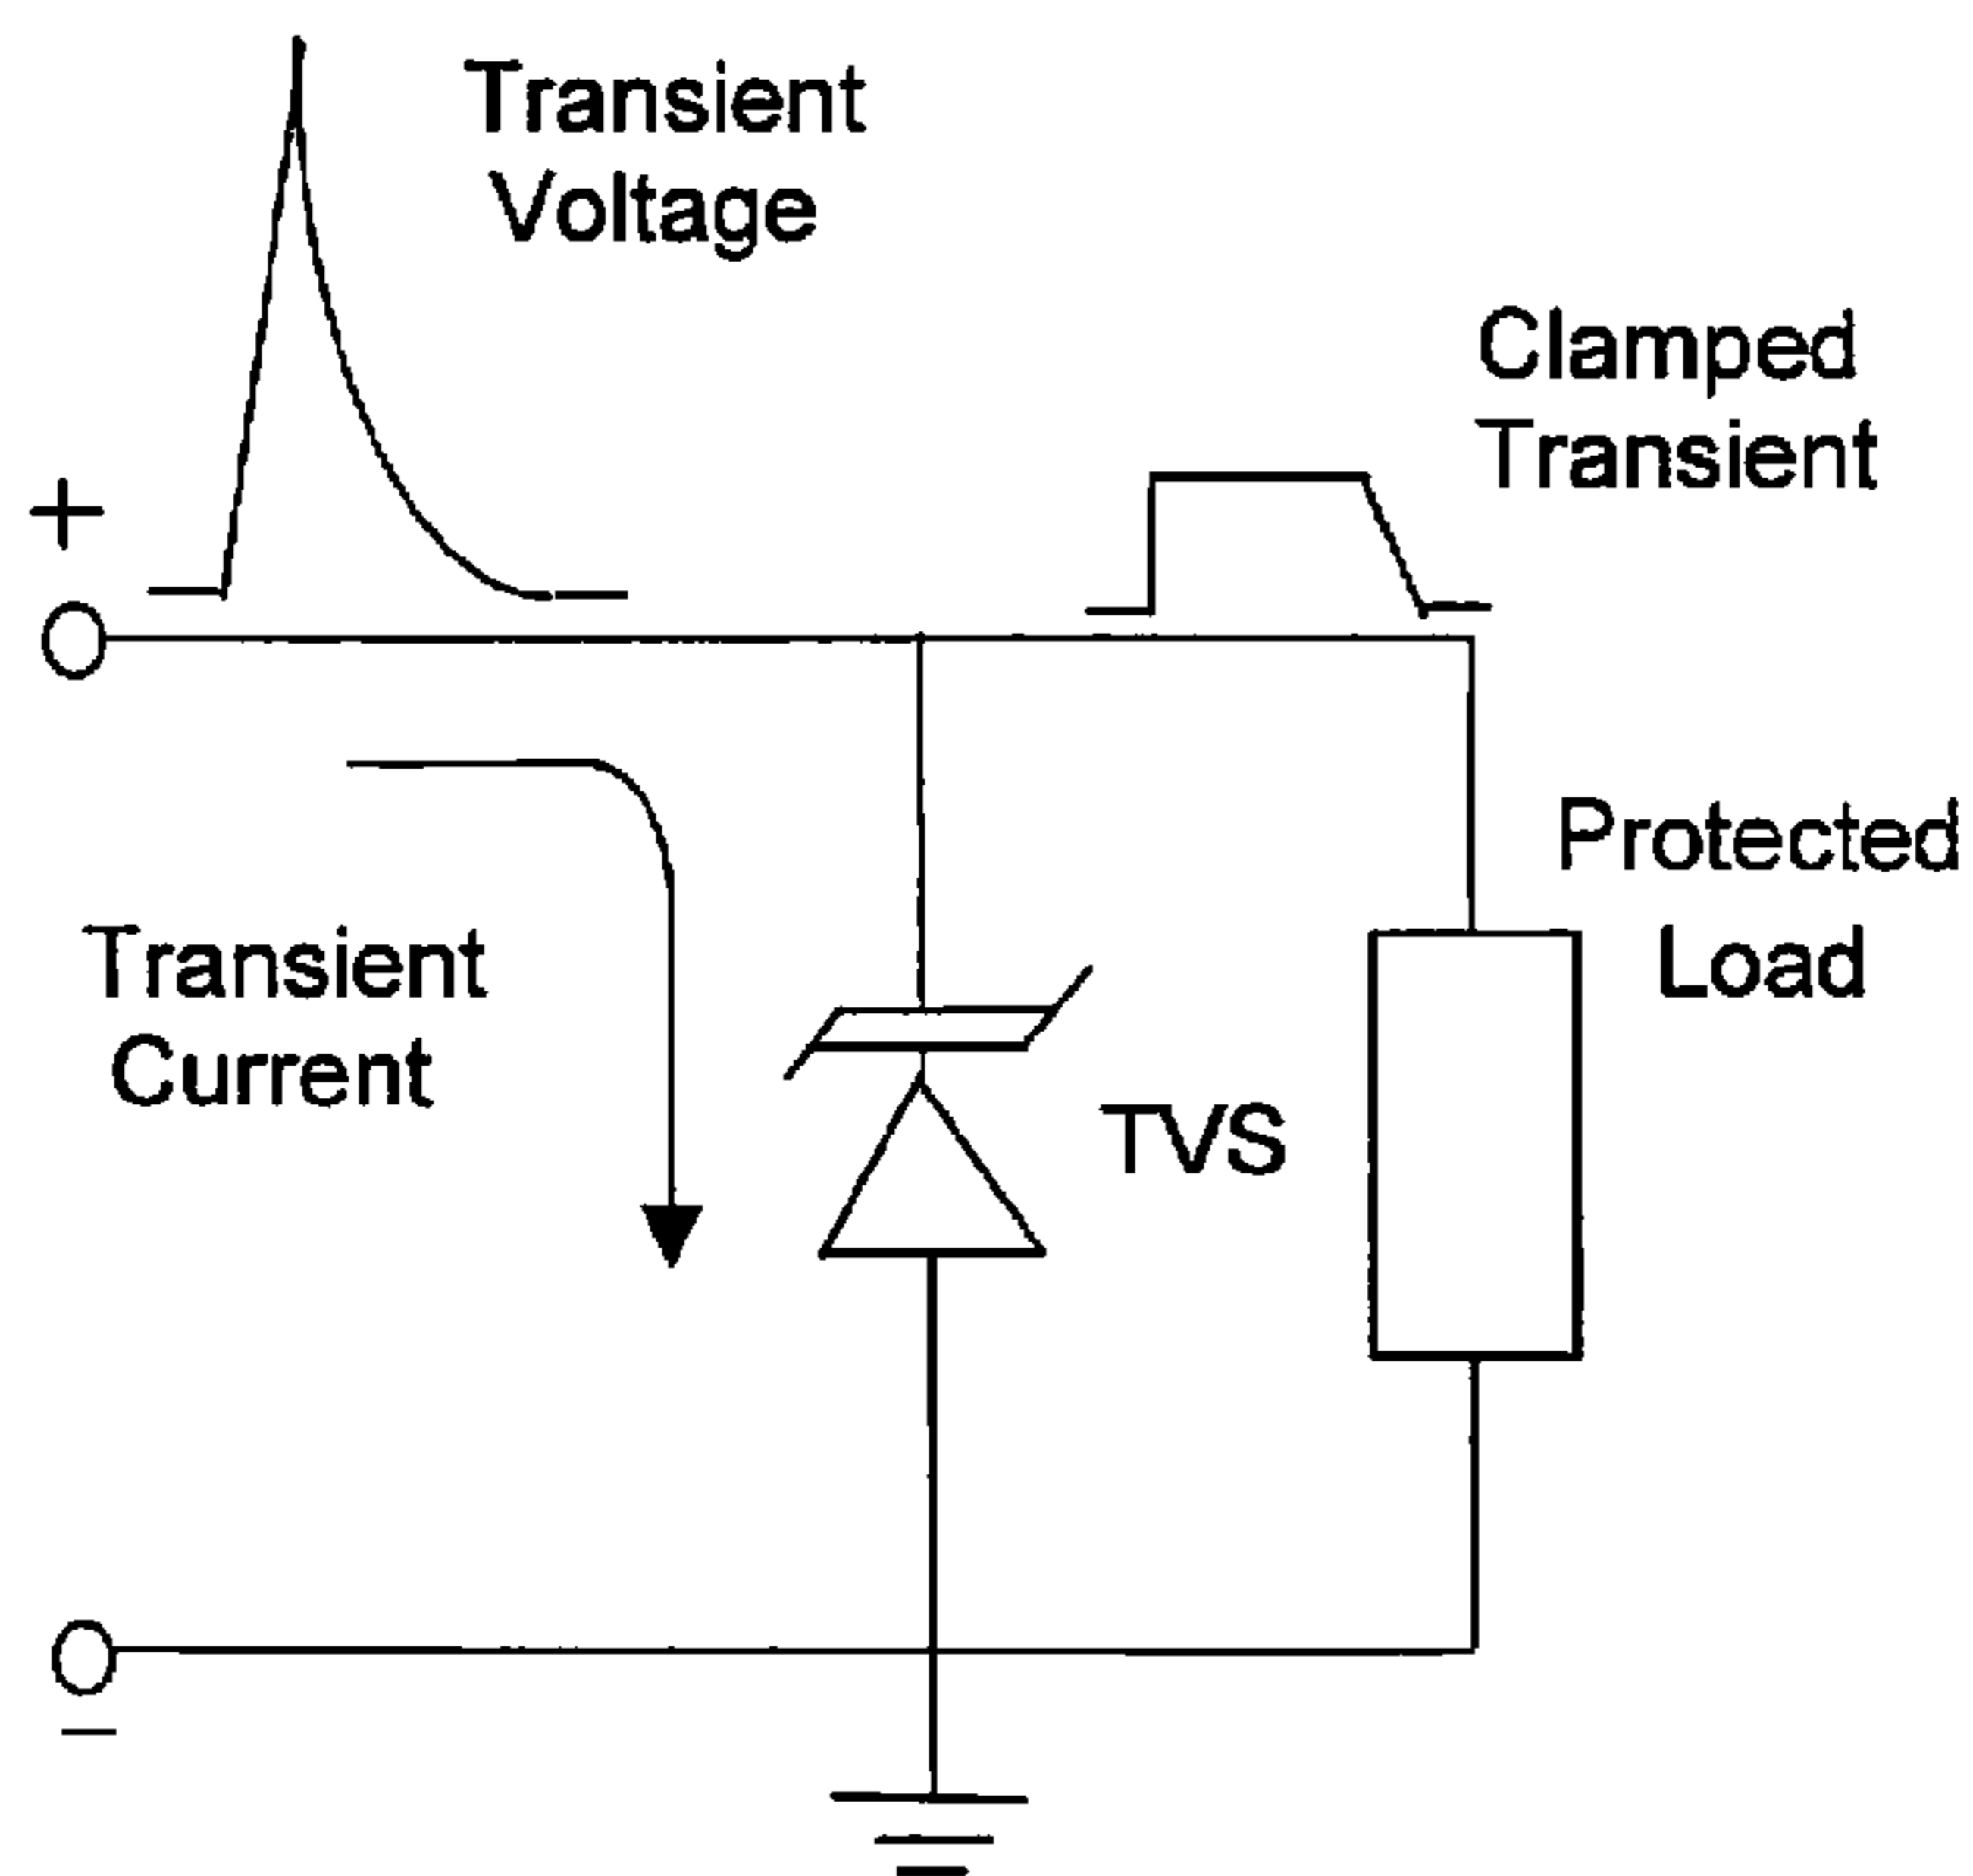 Transient
Voltage
Clamped
Transient
+
Protected
Load
Transient
Current
TVS
−